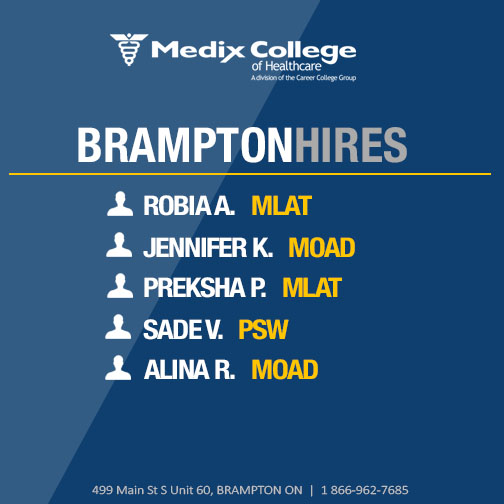 Medix College
of Healthcare
A division of the Career College Group
BRAMPTONHIRES
ROBIA A. MLAT
JENNIFER K. MOAD
PREKSHA P. MLAT
SADE V. PSW
ALINA R. MOAD
499 Main St S Unit 60, BRAMPTON ON | 1 866-962-7685